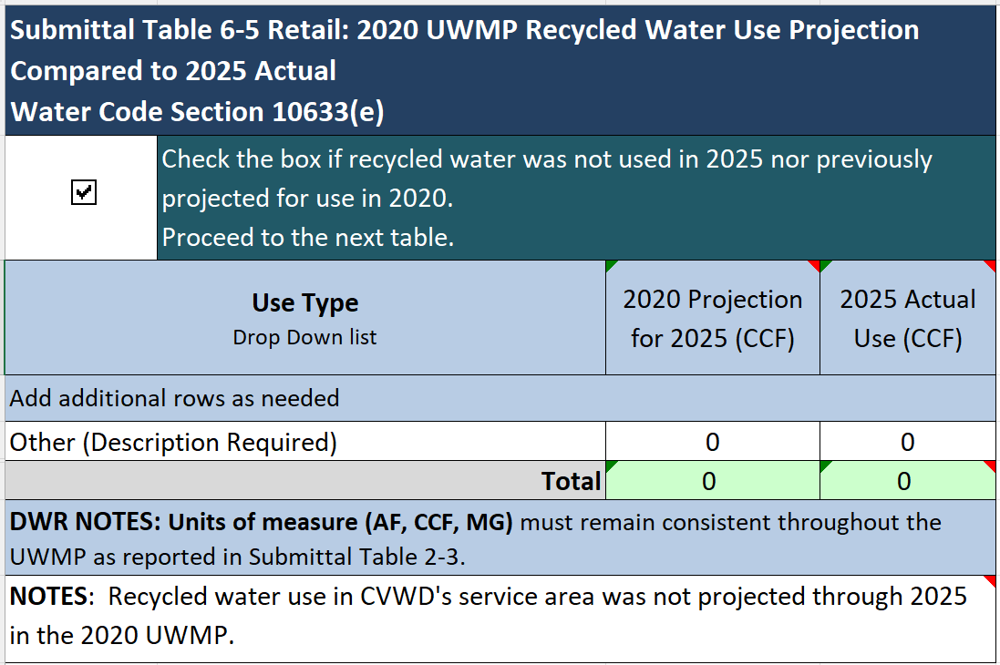 Submittal Table 6-5 Retail: 2020 UWMP Recycled Water Use Projection
Compared to 2025 Actual
Water Code Section 10633(e)
Check the box if recycled water was not used in 2025 nor previously
projected for use in 2020.
Proceed to the next table.
Use Type
Drop Down list
2020 Projection
for 2025 (CCF)
2025 Actual
Use (CCF)
Add additional rows as needed
Other (Description Required) 0 0
Total 0 0
DWR NOTES: Units of measure (AF, CCF, MG) must remain consistent throughout the
UWMP as reported in Submittal Table 2-3.
NOTES:  Recycled water use in CVWD's service area was not projected through 2025
in the 2020 UWMP.